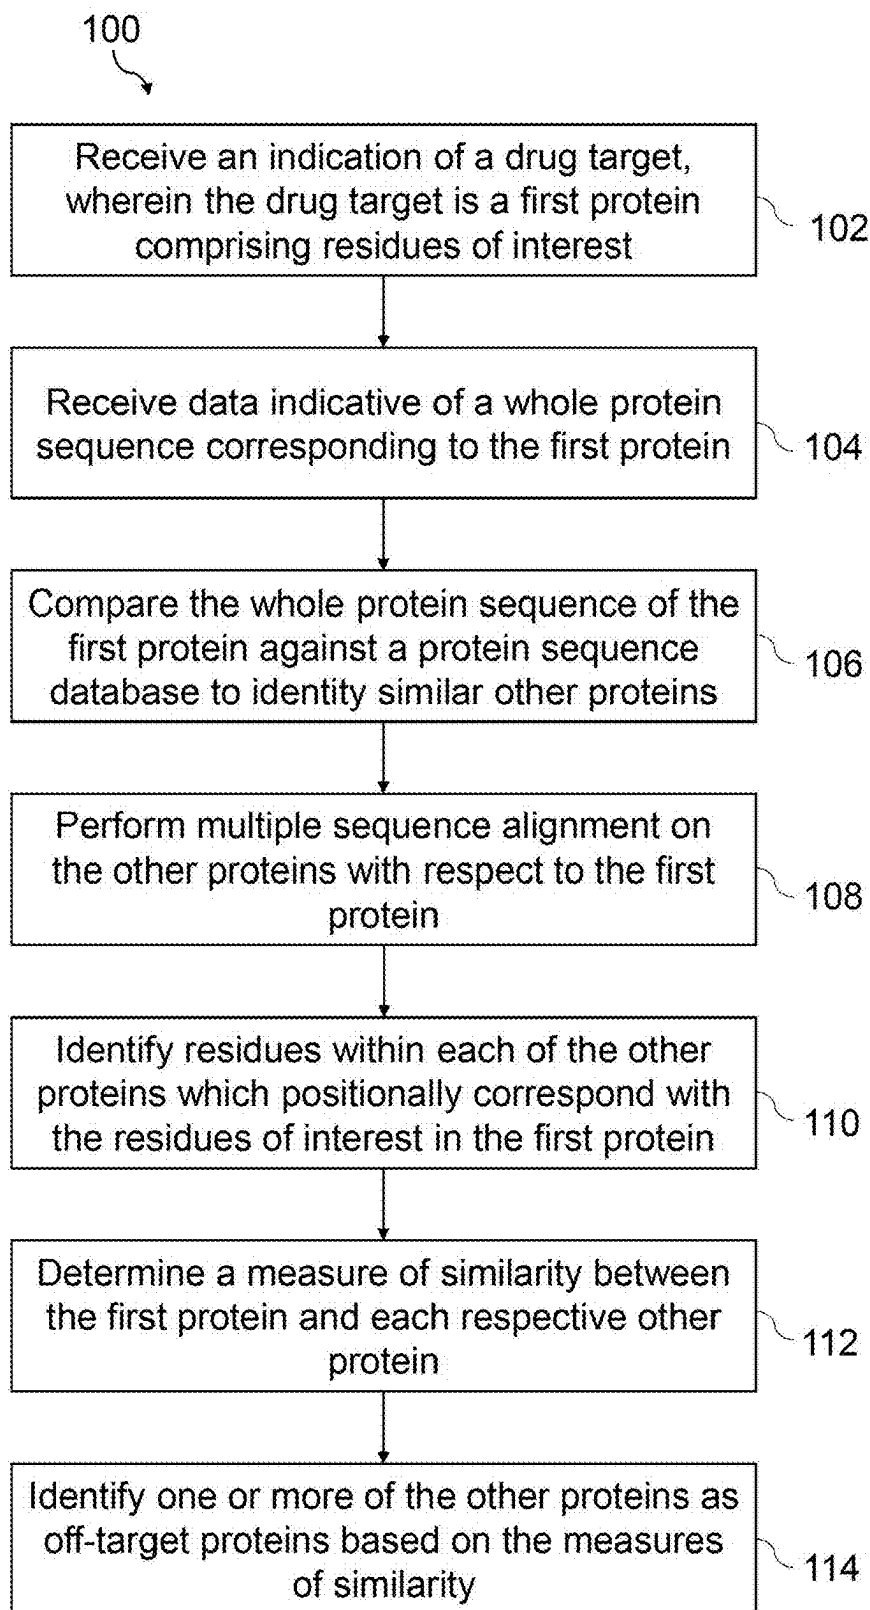 100
Receive an indication of a drug target,
wherein the drug target is a first protein
comprising residues of interest
102
Receive data indicative of a whole protein
sequence corresponding to the first protein
104
Compare the whole protein sequence of the
first protein against a protein sequence
database to identity similar other proteins
106
Perform multiple sequence alignment on
the other proteins with respect to the first
protein
108
Identify residues within each of the other
proteins which positionally correspond with
the residues of interest in the first protein
110
Determine a measure of similarity between
the first protein and each respective other
protein
112
Identify one or more of the other proteins as
off-target proteins based on the measures
of similarity
114